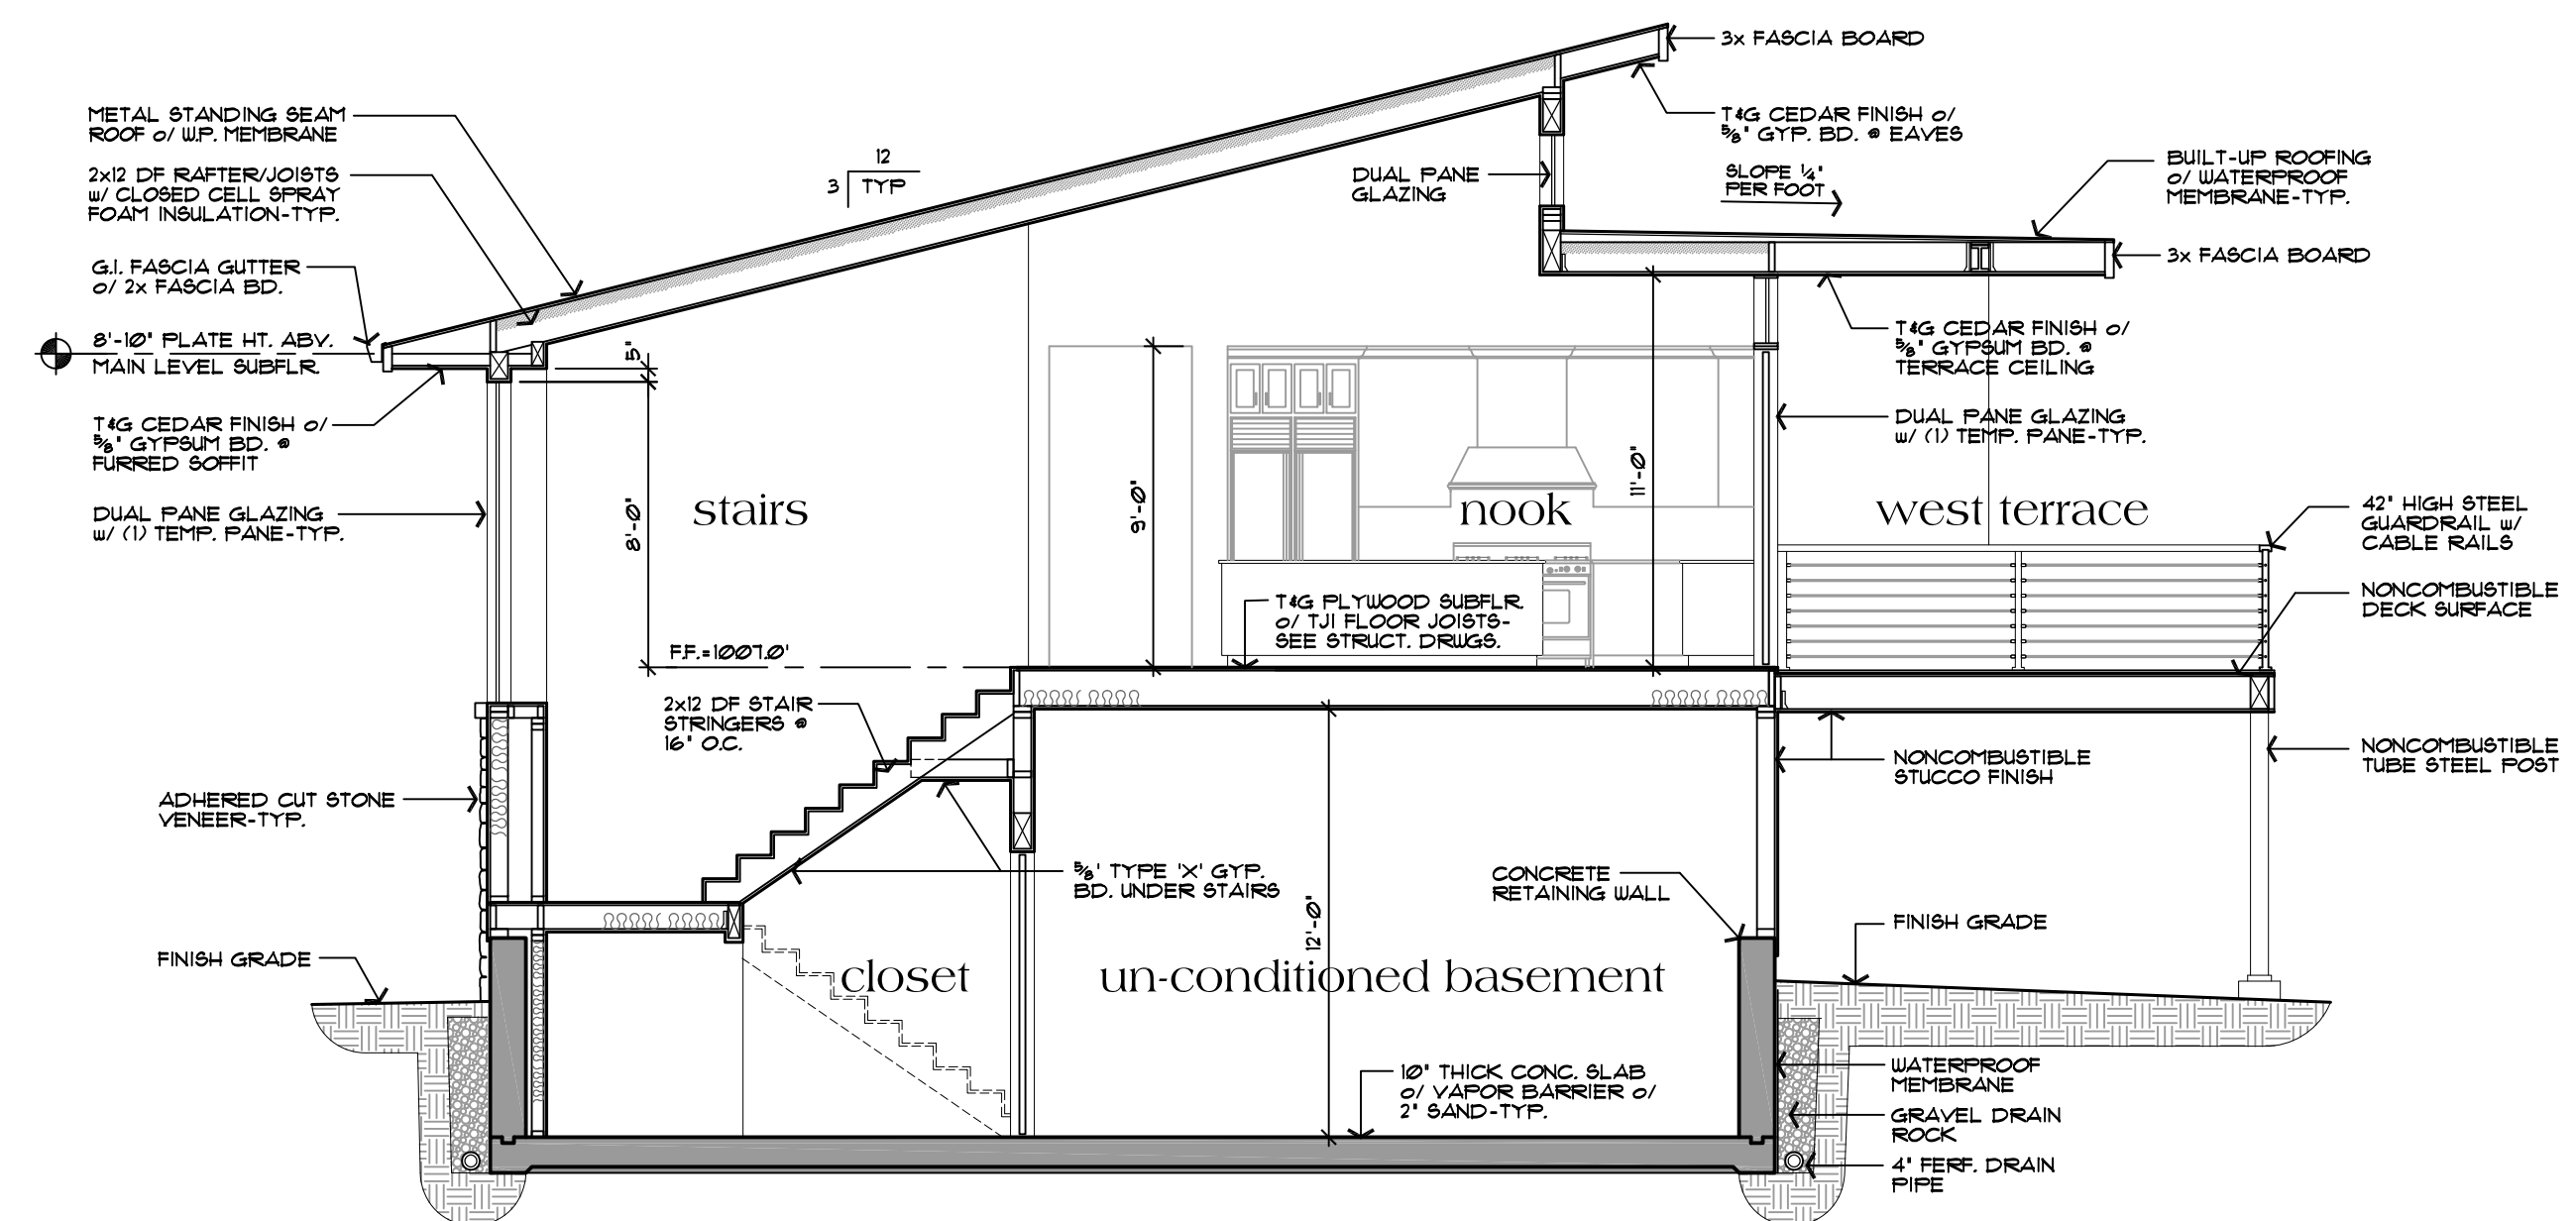 3x FASCIA BOARD
METAL STANDING SEAM
ROOF o/ W.P. MEMBRANE
2x12 DF RAFTER/JOISTS
w/ CLOSED CELL SPRAY
FOAM INSULATION-TYP.
G.I. FASCIA GUTTER
o/ 2x FASCIA BD.
8'-10" PLATE HT. ABV.
MAIN LEVEL SUBFLR.
T&G CEDAR FINISH o/
5/8" GYPSUM BD. @
FURRED SOFFIT
DUAL PANE GLAZING
w/ (1) TEMP. PANE-TYP.
ADHERED CUT STONE
VENEER-TYP.
FINISH GRADE
12
3 TYP
5"
8'-0"
stairs
F.F.=1007.0'
2x12 DF STAIR
STRINGERS @
16" O.C.
5/8' TYPE 'X' GYP.
BD. UNDER STAIRS
closet
9'-0"
DUAL PANE
GLAZING
nook
11'-0"
T&G PLYWOOD SUBFLR.
o/ TJI FLOOR JOISTS-
SEE STRUCT. DRWGS.
12'-0"
CONCRETE
RETAINING WALL
un-conditioned basement
10" THICK CONC. SLAB
o/ VAPOR BARRIER o/
2" SAND-TYP.
T&G CEDAR FINISH o/
5/8" GYP. BD. @ EAVES
SLOPE 1/4"
PER FOOT
BUILT-UP ROOFING
o/ WATERPROOF
MEMBRANE-TYP.
3x FASCIA BOARD
T&G CEDAR FINISH o/
5/8" GYPSUM BD. @
TERRACE CEILING
DUAL PANE GLAZING
w/ (1) TEMP. PANE-TYP.
west terrace
42" HIGH STEEL
GUARDRAIL w/
CABLE RAILS
NONCOMBUSTIBLE
DECK SURFACE
NONCOMBUSTIBLE
STUCCO FINISH
NONCOMBUSTIBLE
TUBE STEEL POST
FINISH GRADE
WATERPROOF
MEMBRANE
GRAVEL DRAIN
ROCK
4" FERF. DRAIN
PIPE